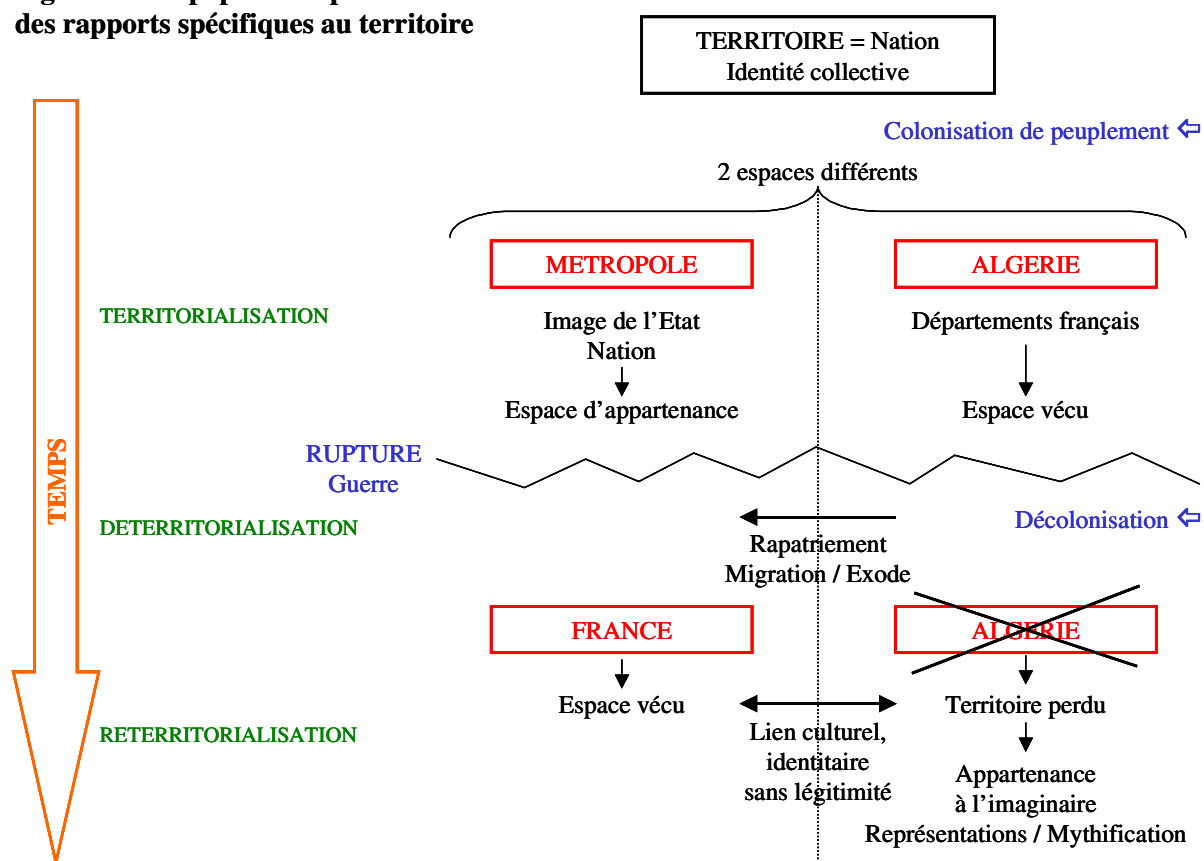 des rapports spécifiques au territoire
TERRITOIRE = Nation
Identité collective
Colonisation de peuplement
2 espaces différents
METROPOLE
ALGERIE
TERRITORIALISATION
Image de l’Etat
Nation
Départements français
Espace d’appartenance
Espace vécu
TEMPS
RUPTURE
Guerre
DETERRITORIALISATION
Décolonisation
Rapatriement
Migration / Exode
FRANCE
ALGERIE
Espace vécu
Territoire perdu
RETERRITORIALISATION
Lien culturel,
identitaire
sans légitimité
Appartenance
à l’imaginaire
Représentations / Mythification